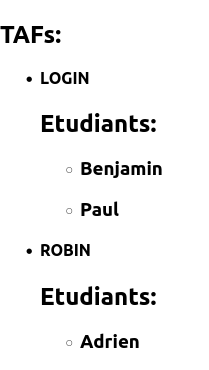 TAFs:
LOGIN
Etudiants:
Benjamin
Paul
ROBIN
Etudiants:
Adrien